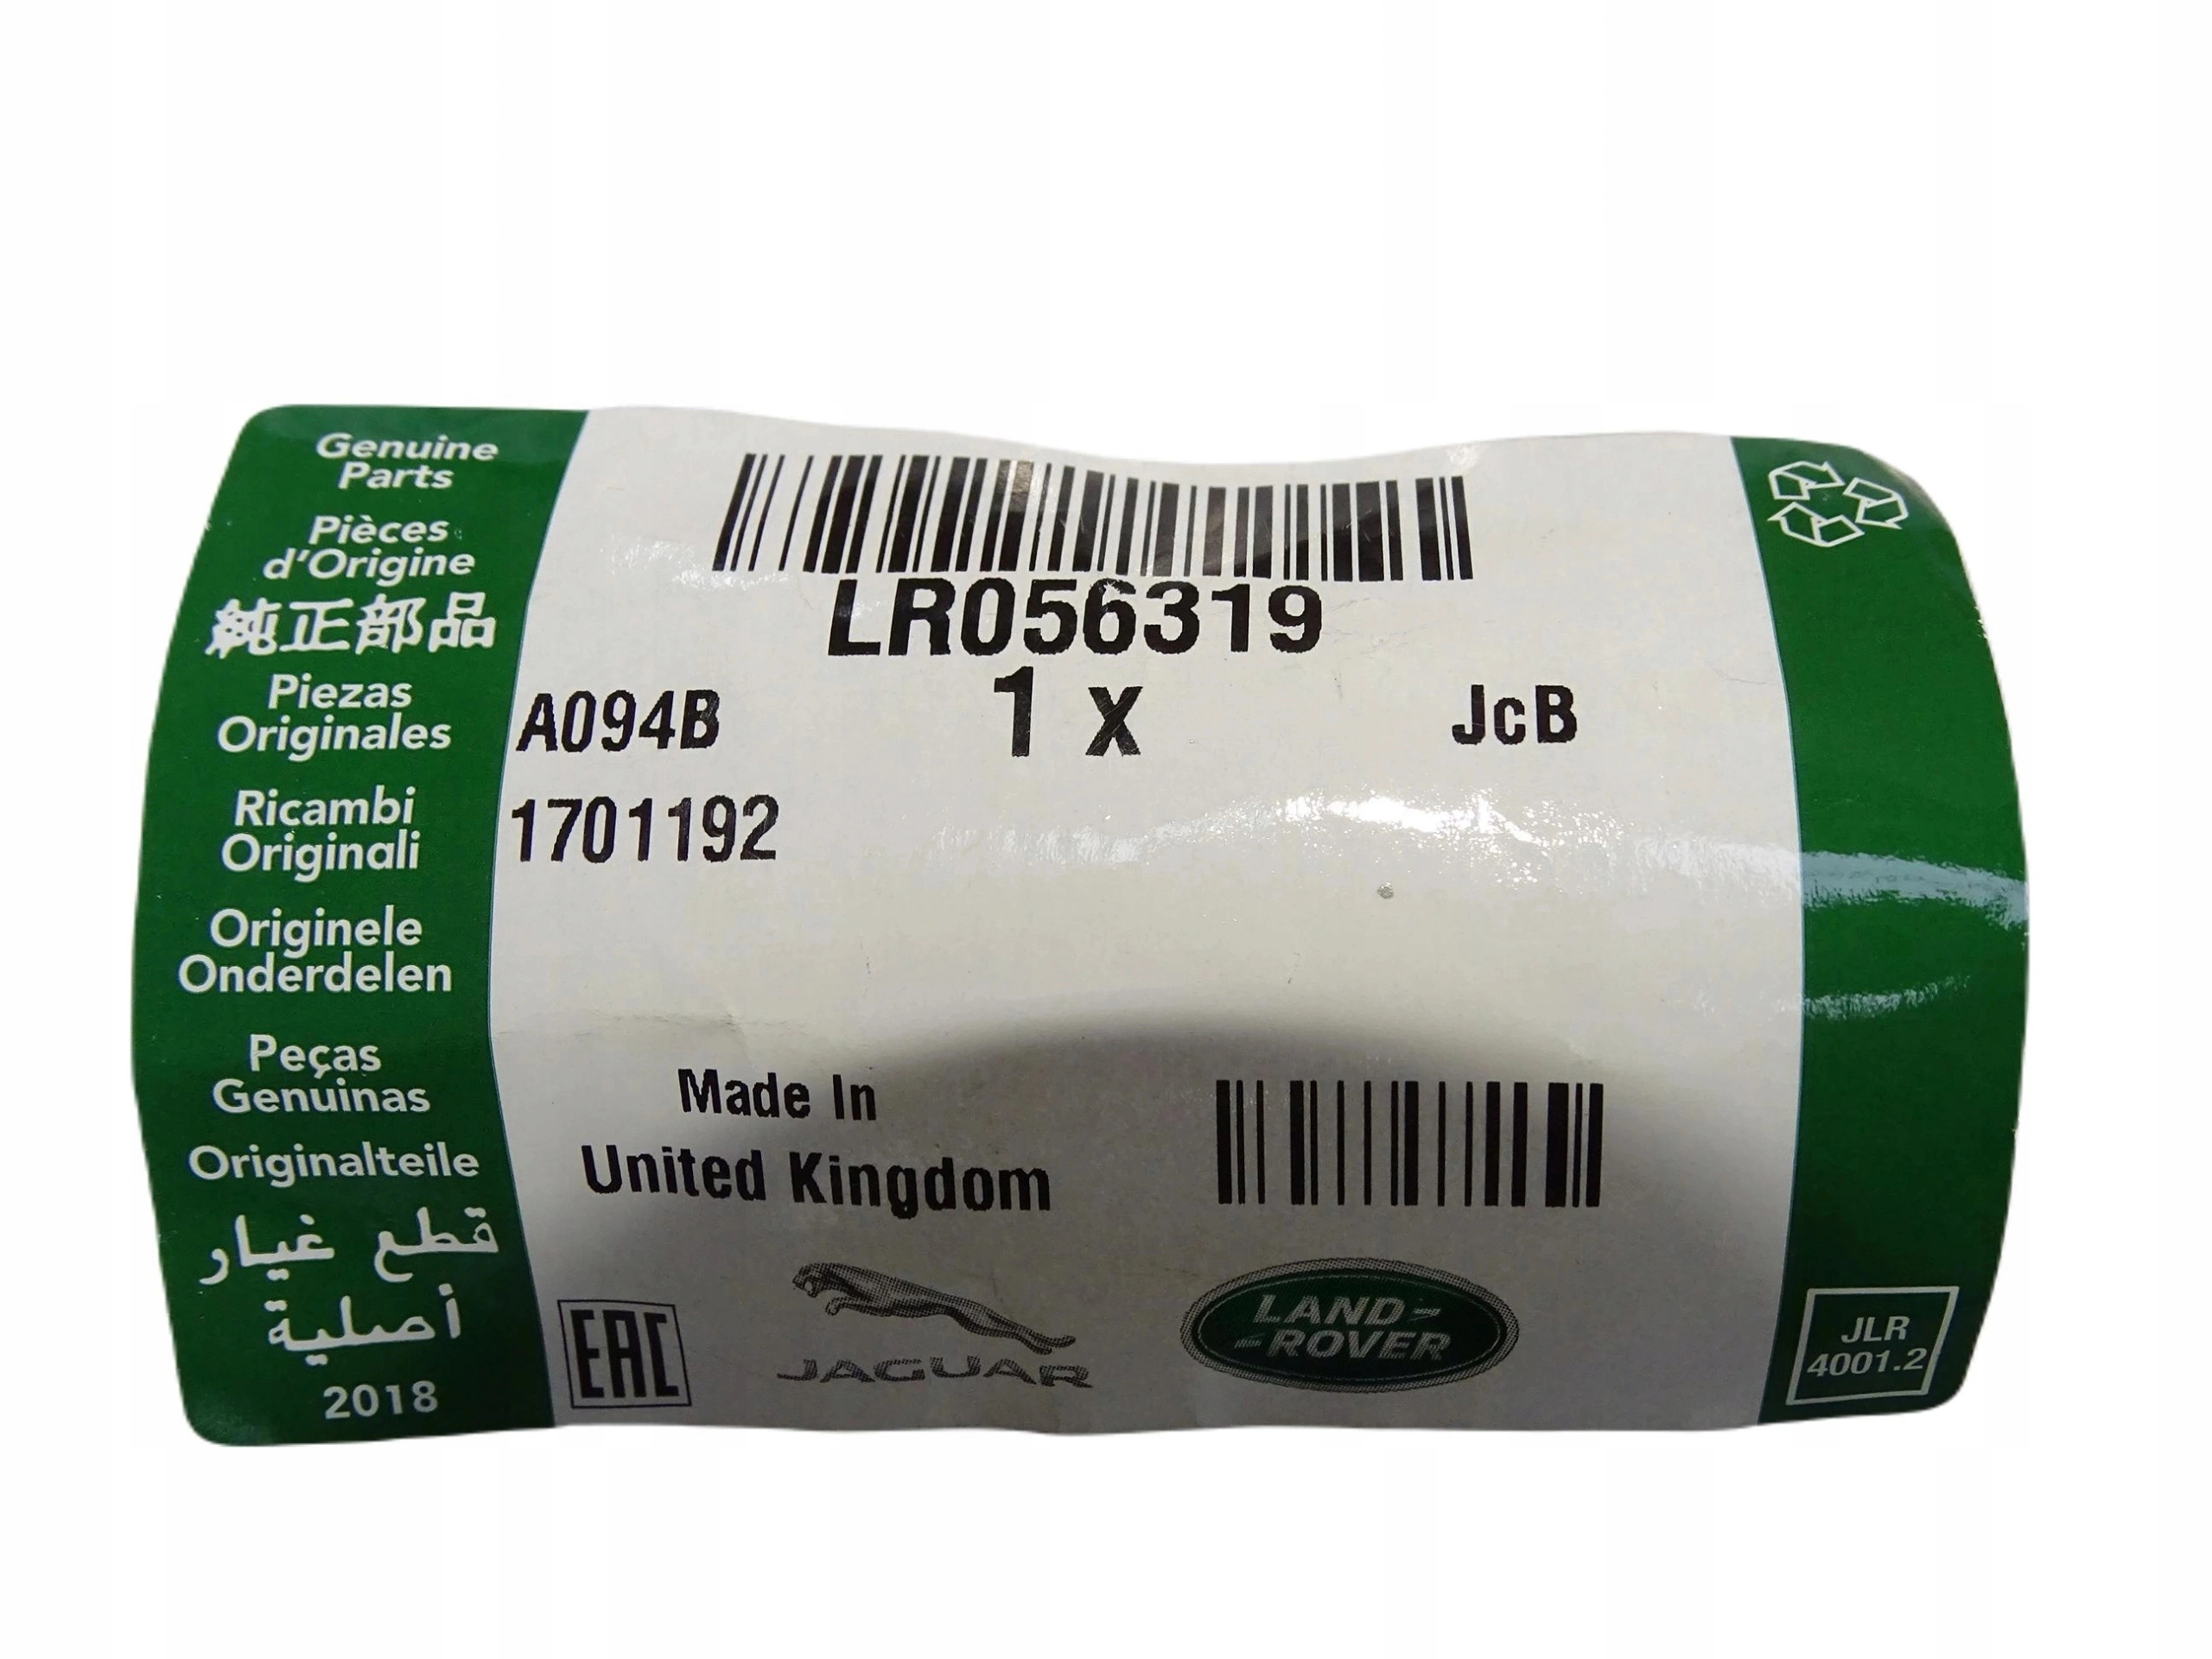 Genuine
Parts
Pièces
d'Origine
純正部品
Piezas
Originales
Ricambi
Originali
Originele
Onderdelen
Peças
Genuinas
Originalteile
قطع غيار
أصلية
2018
LR056319
A094B 1 x JcB
1701192
Made In
United Kingdom
EAC
JAGUAR
LAND-
-ROVER
JLR
4001.2